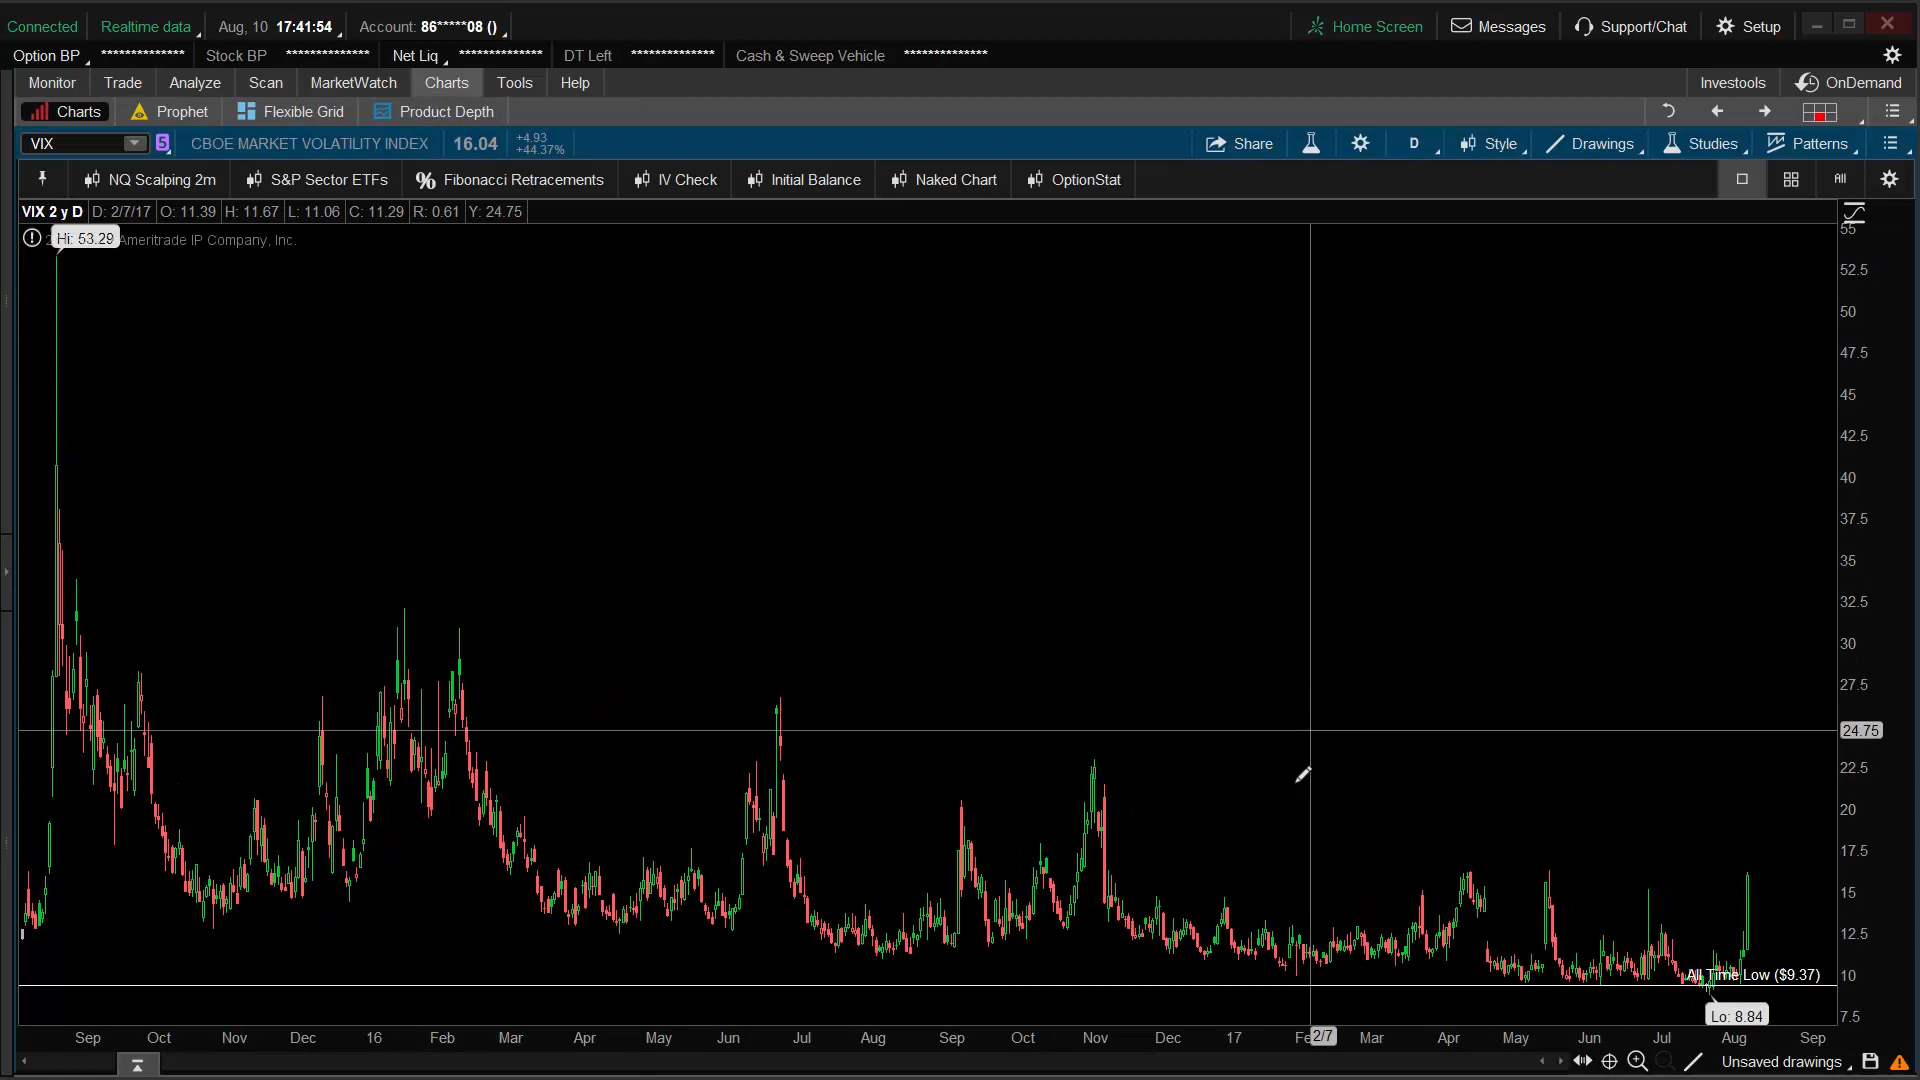 Connected Realtime data Aug, 10 17:41:54 Account: 86*****08 () Home Screen Messages Support/Chat Setup
Option BP ************** Stock BP ************** Net Liq ************** DT Left ************** Cash & Sweep Vehicle **************
Monitor Trade Analyze Scan MarketWatch Charts Tools Help Investools OnDemand
Charts Prophet Flexible Grid Product Depth
VIX 5 CBOE MARKET VOLATILITY INDEX 16.04 +4.93 +44.37% Share D Style Drawings Studies Patterns
NQ Scalping 2m S&P Sector ETFs % Fibonacci Retracements IV Check Initial Balance Naked Chart OptionStat All
VIX 2 y D D: 2/7/17 O: 11.39 H: 11.67 L: 11.06 C: 11.29 R: 0.61 Y: 24.75
Hi: 53.29 Ameritrade IP Company, Inc.
55
52.5
50
47.5
45
42.5
40
37.5
35
32.5
30
27.5
24.75
22.5
20
17.5
15
12.5
All Time Low ($9.37) 10
Lo: 8.84 7.5
Sep Oct Nov Dec 16 Feb Mar Apr May Jun Jul Aug Sep Oct Nov Dec 17 2/7 Mar Apr May Jun Jul Aug Sep
Unsaved drawings